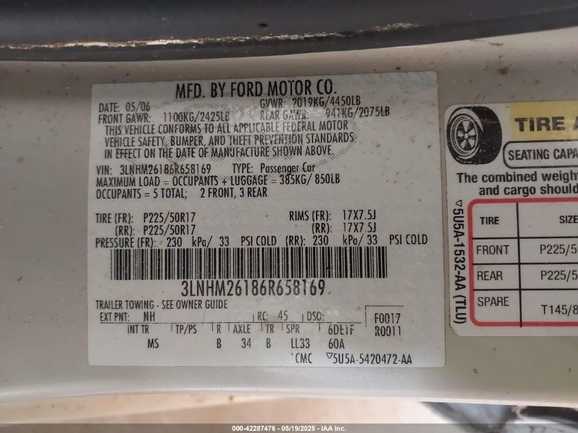 MFD. BY FORD MOTOR CO.
DATE: 05/06 GVWR: 2019KG/4450LB
FRONT GAWR: 1100KG/2425LB REAR GAWR: 941KG/2075LB
THIS VEHICLE CONFORMS TO ALL APPLICABLE FEDERAL MOTOR
VEHICLE SAFETY, BUMPER, AND THEFT PREVENTION STANDARDS
IN EFFECT ON THE DATE OF MANUFACTURE SHOWN ABOVE.
VIN: 3LNHM26186R658169 TYPE: Passenger Car
MAXIMUM LOAD = OCCUPANTS + LUGGAGE = 385KG/ 850LB
OCCUPANTS = 5 TOTAL; 2 FRONT, 3 REAR
TIRE (FR): P225/50R17 RIMS (FR): 17X7.5J
(RR): P225/50R17 (RR): 17X7.5J
PRESSURE (FR): 230 kPa/ 33 PSI COLD (RR): 230 kPa/ 33 PSI COLD
3LNHM26186R658169
TRAILER TOWING - SEE OWNER GUIDE
EXT PNT: NH RC: 45 DSO: F0017
INT TR TP/PS R AXLE TR SPR 6DE1F R0011
MS B 34 B LL33 60A
CMC ▽5U5A-5420472-AA
▽5U5A-1532-AA (TLU)
TIRE A
SEATING CAPA
The combined weight
and cargo shoul
TIRE SIZE
FRONT P225/5
REAR P225/5
SPARE T145/8
000-42287476 - 05/19/2025 - IAA Inc.